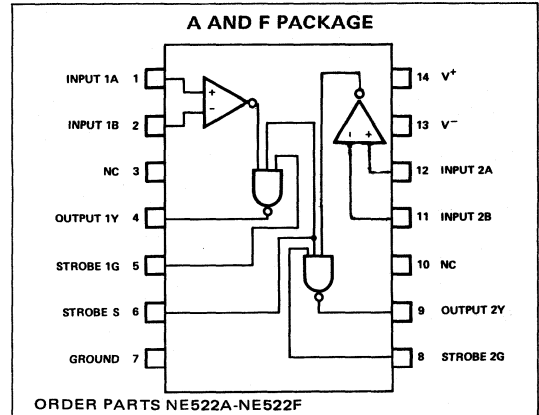 A AND F PACKAGE
INPUT 1A 1
INPUT 1B 2
NC 3
OUTPUT 1Y 4
STROBE 1G 5
STROBE S 6
GROUND 7
14 V+
13 V-
12 INPUT 2A
11 INPUT 2B
10 NC
9 OUTPUT 2Y
8 STROBE 2G
+
-
- +
ORDER PARTS NE522A-NE522F